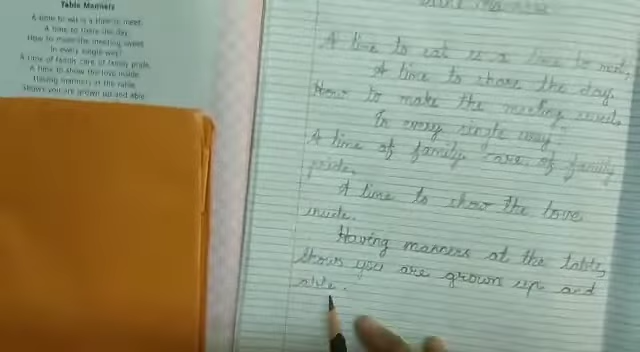 Table Manners
A time to eat is a time to meet,
A time to share the day.
How to make the meeting sweet
In every single way!
A time of family care, of family pride,
A time to show the love inside.
Having manners at the table,
Shows you are grown up and able.
Table Manners
A time to eat is a time to meet,
A time to share the day.
How to make the meeting sweet
In every single way!
A time of family care, of family
pride,
A time to show the love
inside.
Having manners at the table,
Shows you are grown up and
able.